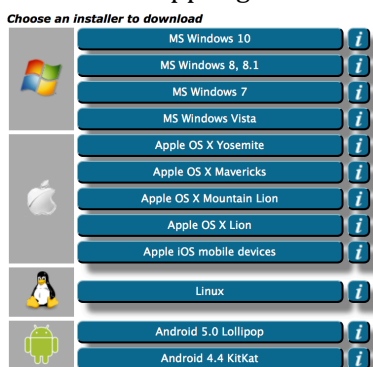 Choose an installer to download
MS Windows 10 i
MS Windows 8, 8.1 i
MS Windows 7 i
MS Windows Vista i
Apple OS X Yosemite i
Apple OS X Mavericks i
Apple OS X Mountain Lion i
Apple OS X Lion i
Apple iOS mobile devices i
Linux i
Android 5.0 Lollipop i
Android 4.4 KitKat i